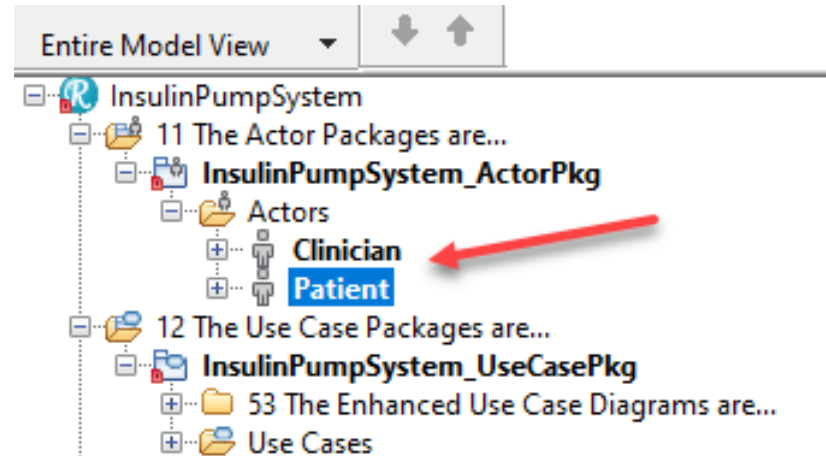 Entire Model View
InsulinPumpSystem
11 The Actor Packages are...
InsulinPumpSystem_ActorPkg
Actors
Clinician
Patient
12 The Use Case Packages are...
InsulinPumpSystem_UseCasePkg
53 The Enhanced Use Case Diagrams are...
Use Cases